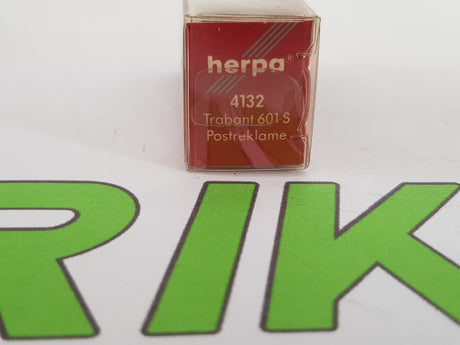 herpa®
4132
Trabant 601 S
Postreklame
RIK